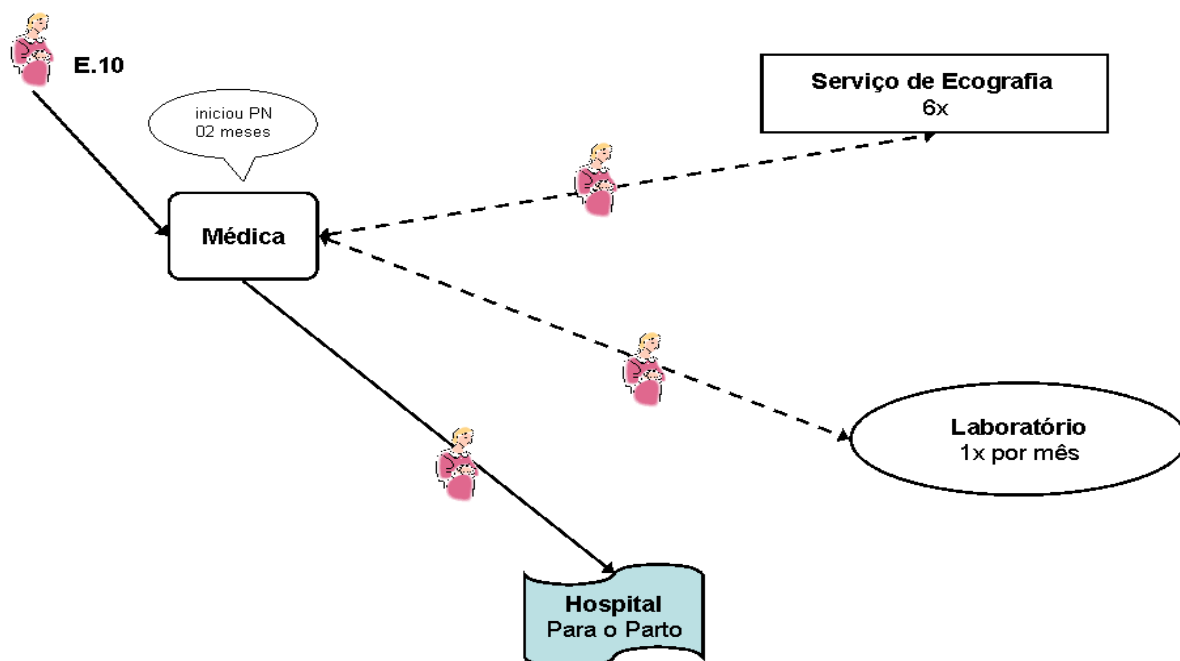 E.10
iniciou PN
02 meses
Médica
Serviço de Ecografia
6x
Laboratório
1x por mês
Hospital
Para o Parto